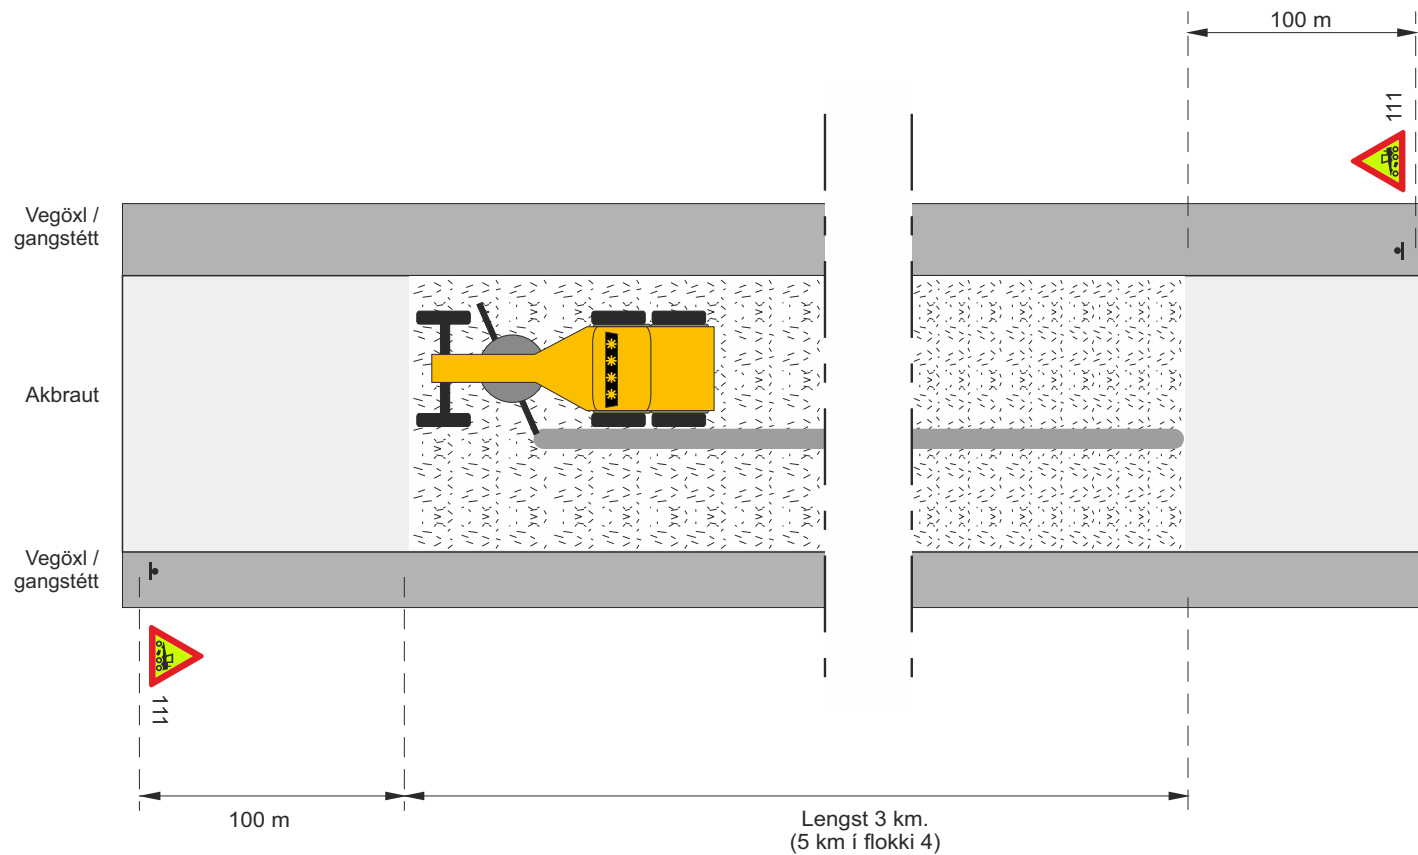 100 m
111
Vegöxl /
gangstétt
Akbraut
Vegöxl /
gangstétt
111
100 m
Lengst 3 km.
(5 km í flokki 4)